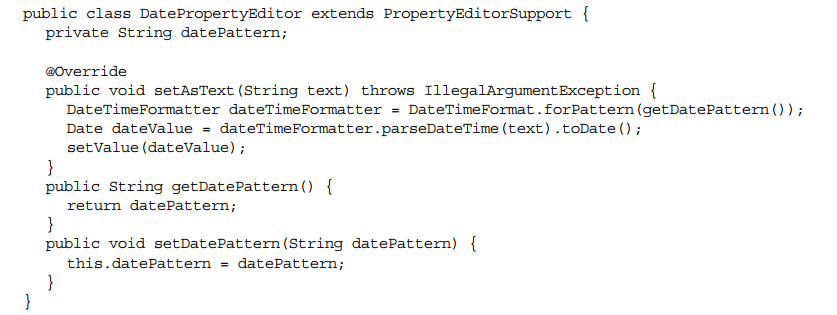 public class DatePropertyEditor extends PropertyEditorSupport {
private String datePattern;
@Override
public void setAsText(String text) throws IllegalArgumentException {
DateTimeFormatter dateTimeFormatter = DateTimeFormat.forPattern(getDatePattern());
Date dateValue = dateTimeFormatter.parseDateTime(text).toDate();
setValue(dateValue);
}
public String getDatePattern() {
return datePattern;
}
public void setDatePattern(String datePattern) {
this.datePattern = datePattern;
}
}